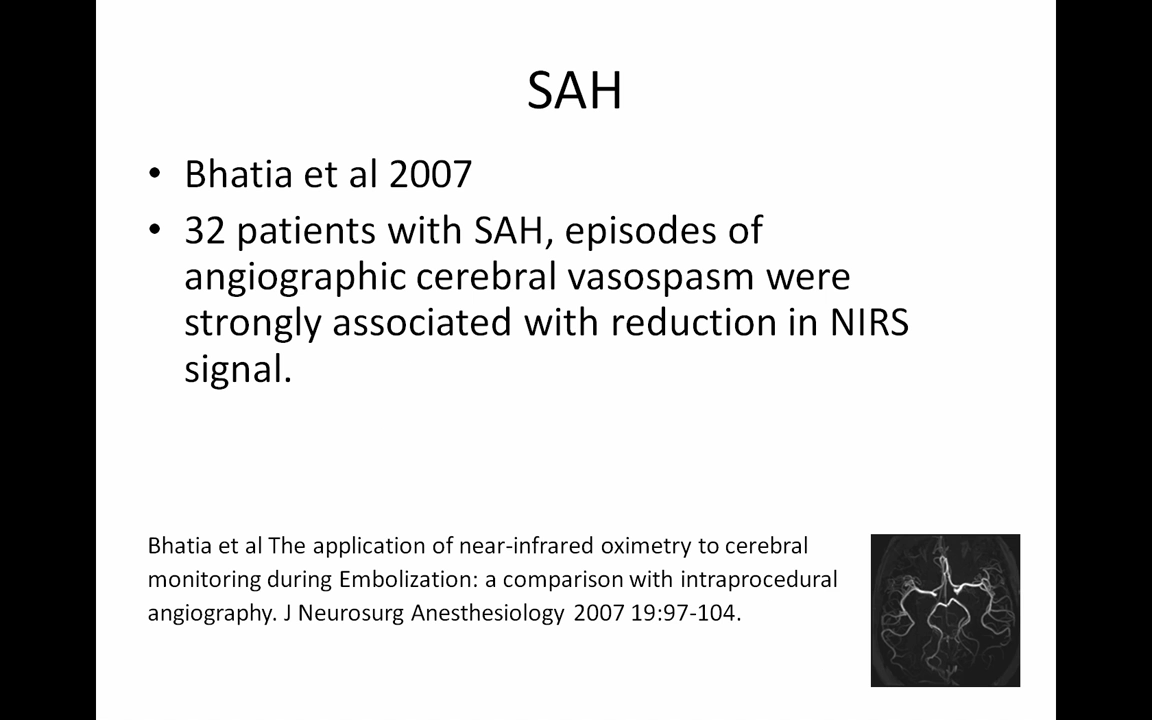 SAH
• Bhatia et al 2007
• 32 patients with SAH, episodes of
angiographic cerebral vasospasm were
strongly associated with reduction in NIRS
signal.
Bhatia et al The application of near-infrared oximetry to cerebral
monitoring during Embolization: a comparison with intraprocedural
angiography. J Neurosurg Anesthesiology 2007 19:97-104.